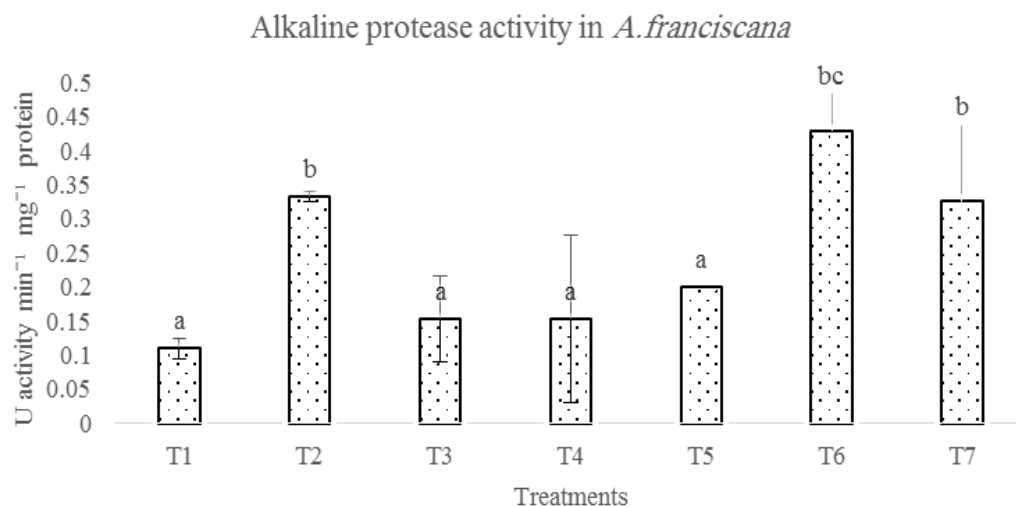 Alkaline protease activity in A.franciscana
U activity min⁻¹ mg⁻¹ protein
0.5
0.45
0.4
0.35
0.3
0.25
0.2
0.15
0.1
0.05
0
a
b
a
a
a
bc
b
T1 T2 T3 T4 T5 T6 T7
Treatments